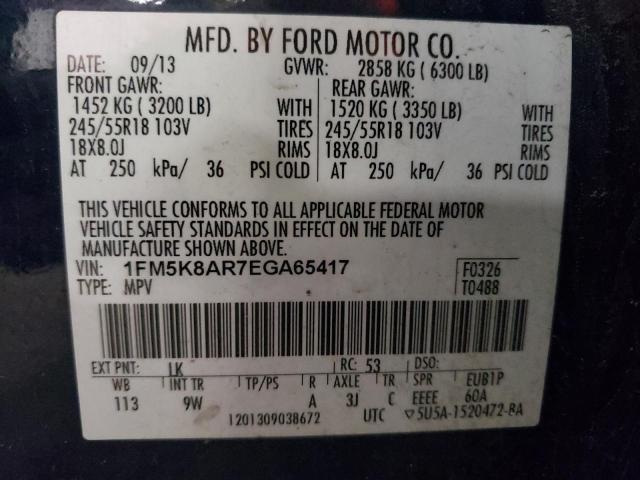 MFD. BY FORD MOTOR CO.
DATE: 09/13 GVWR: 2858 KG ( 6300 LB)
FRONT GAWR: REAR GAWR:
1452 KG ( 3200 LB) WITH 1520 KG ( 3350 LB) WITH
245/55R18 103V TIRES 245/55R18 103V TIRES
18X8.0J RIMS 18X8.0J RIMS
AT 250 kPa/ 36 PSI COLD AT 250 kPa/ 36 PSI COLD
THIS VEHICLE CONFORMS TO ALL APPLICABLE FEDERAL MOTOR
VEHICLE SAFETY STANDARDS IN EFFECT ON THE DATE OF
MANUFACTURE SHOWN ABOVE.
VIN: 1FM5K8AR7EGA65417 F0326
TYPE: MPV T0488
EXT PNT: LK RC: 53 DSO:
WB INT TR TP/PS R AXLE TR SPR EUB1P
113 9W A 3J C EEEE 60A
1201309038672 UTC ▽5U5A-1520472-BA